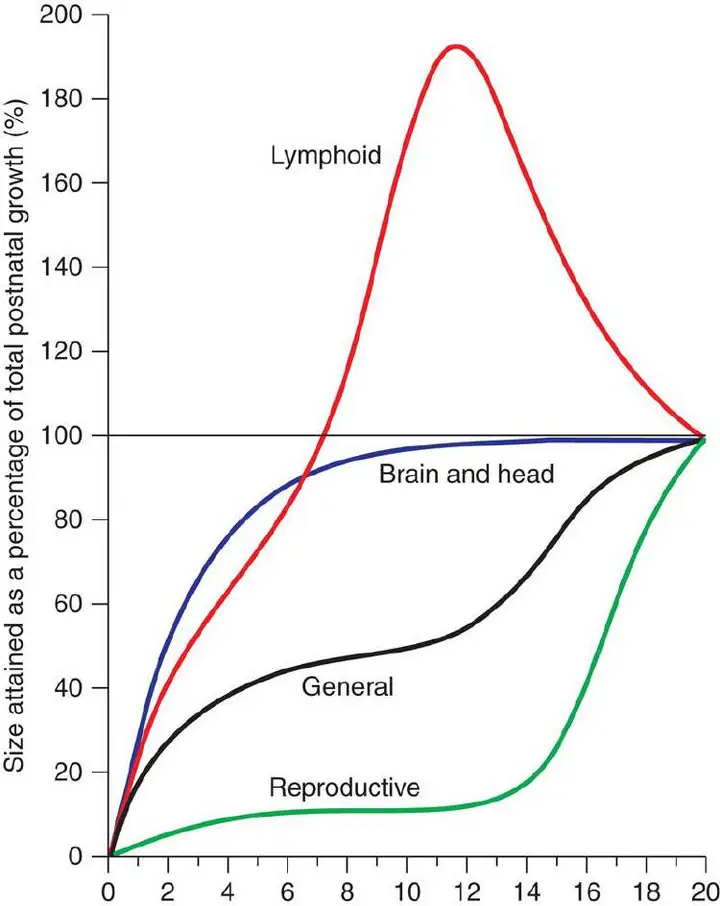 Size attained as a percentage of total postnatal growth (%)
200
180
160
140
120
100
80
60
40
20
0
Lymphoid
Brain and head
General
Reproductive
0 2 4 6 8 10 12 14 16 18 20